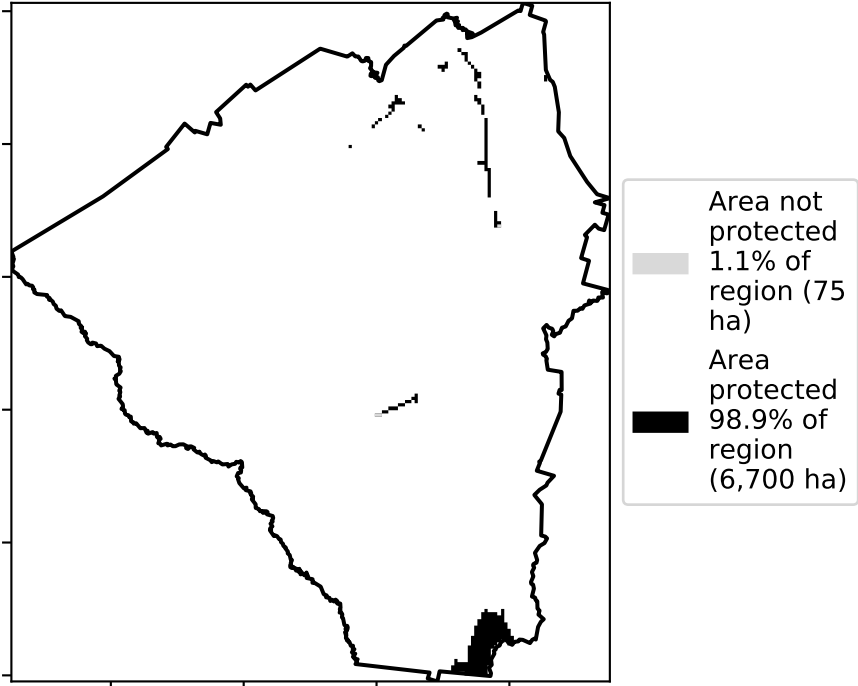 Area not
protected
1.1% of
region (75
ha)
Area
protected
98.9% of
region
(6,700 ha)